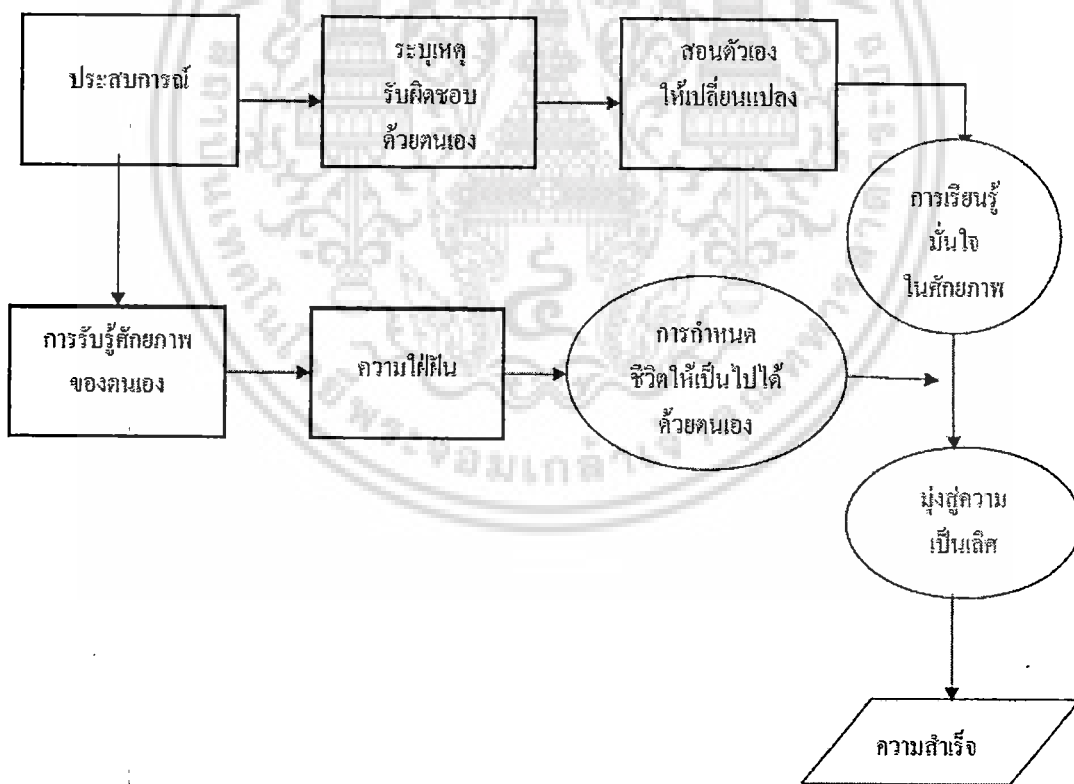 ประสบการณ์
ระบุเหตุ
รับผิดชอบ
ด้วยตนเอง
สอนตัวเอง
ให้เปลี่ยนแปลง
การเรียนรู้
มั่นใจ
ในศักยภาพ
การรับรู้ศักยภาพ
ของตนเอง
ความใฝ่ฝัน
การกำหนด
ชีวิตให้เป็นไปได้
ด้วยตนเอง
มุ่งสู่ความ
เป็นเลิศ
ความสำเร็จ